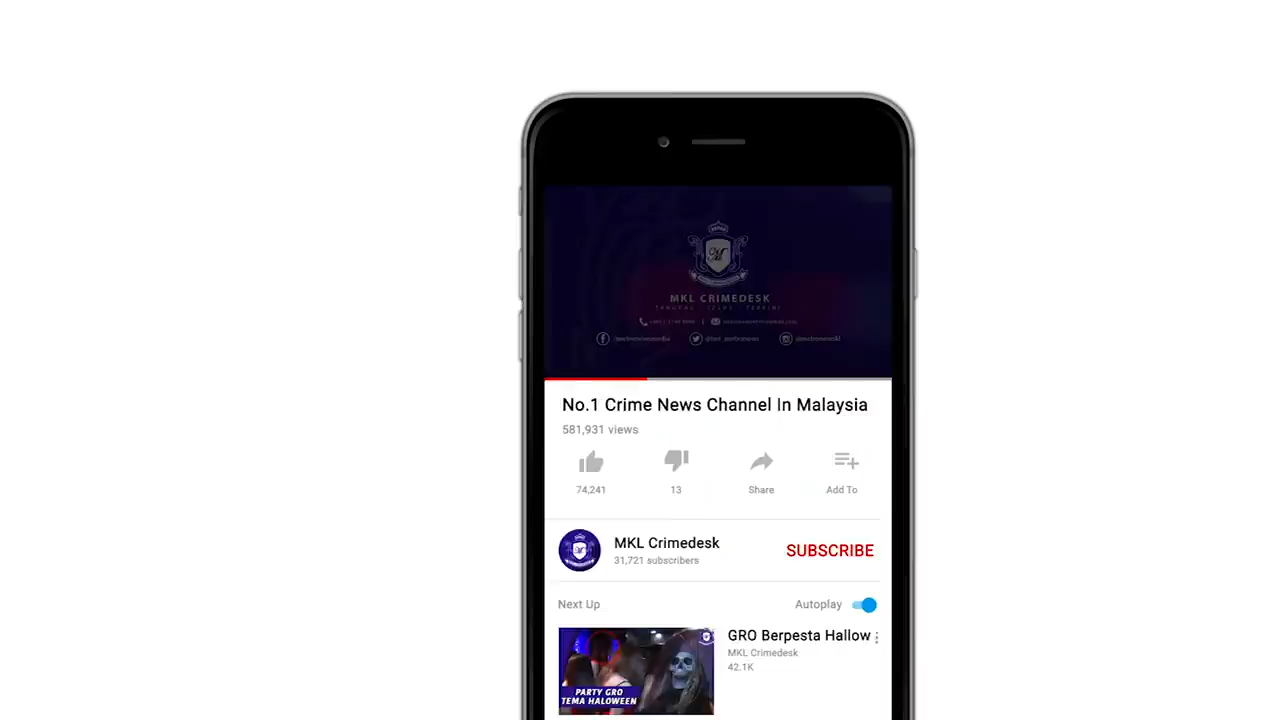 MKL CRIMEDESK
No.1 Crime News Channel In Malaysia
581,931 views
74,241
13
Share
Add To
MKL Crimedesk
31,721 subscribers
SUBSCRIBE
Next Up
Autoplay
GRO Berpesta Hallow
MKL Crimedesk
42.1K
PARTY GRO
TEMA HALOWEEN